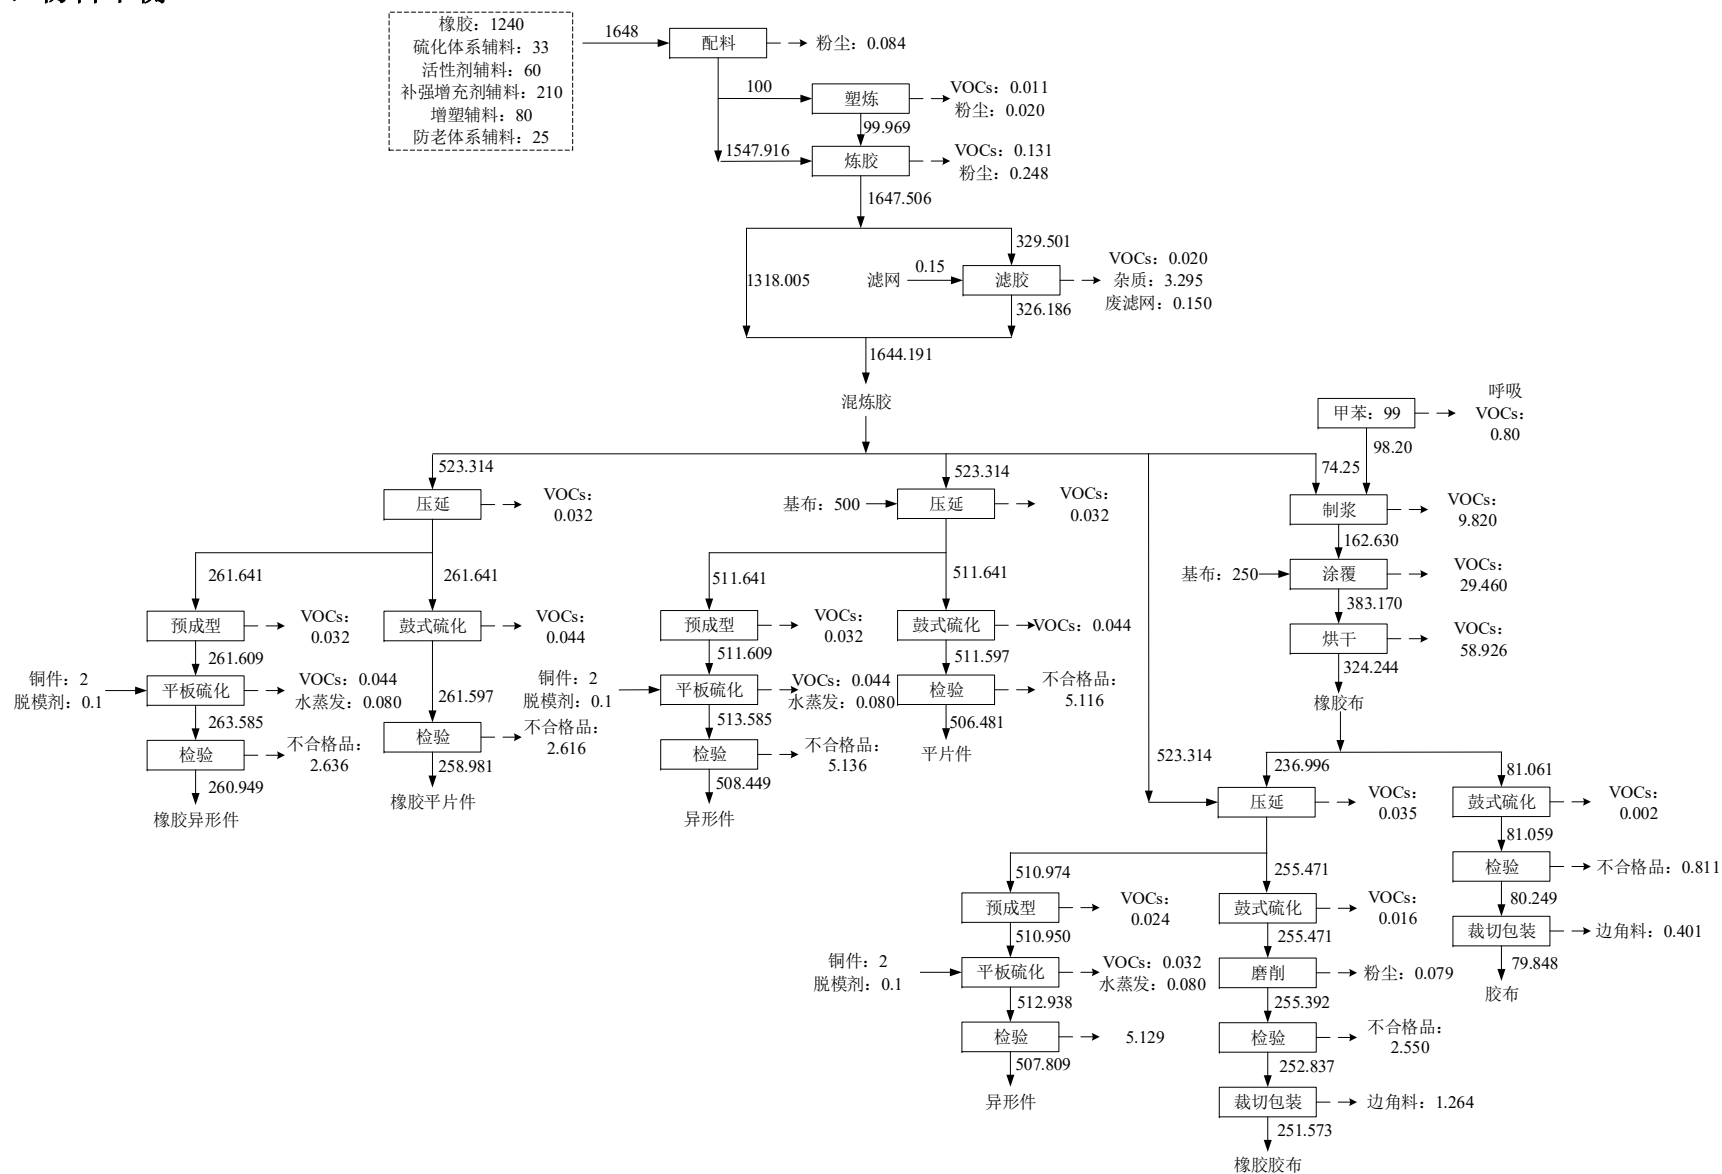 橡胶：1240
硫化体系辅料：33
活性剂辅料：60
补强增充剂辅料：210
增塑辅料：80
防老体系辅料：25
1648
配料
粉尘：0.084
100
塑炼
VOCs：0.011
粉尘：0.020
99.969
1547.916
炼胶
VOCs：0.131
粉尘：0.248
1647.506
329.501
1318.005
滤网
0.15
滤胶
VOCs：0.020
杂质：3.295
废滤网：0.150
326.186
1644.191
混炼胶
甲苯：99
呼吸
VOCs：
0.80
98.20
523.314
523.314
74.25
压延
VOCs：
0.032
基布：500
压延
VOCs：
0.032
制浆
VOCs：
9.820
162.630
基布：250
涂覆
VOCs：
29.460
383.170
烘干
VOCs：
58.926
324.244
橡胶布
261.641
261.641
511.641
511.641
预成型
VOCs：
0.032
鼓式硫化
VOCs：
0.044
预成型
VOCs：
0.032
鼓式硫化
VOCs：0.044
261.609
511.609
511.597
铜件：2
脱模剂：0.1
平板硫化
VOCs：0.044
水蒸发：0.080
261.597
铜件：2
脱模剂：0.1
平板硫化
VOCs：0.044
水蒸发：0.080
检验
不合格品：
5.116
263.585
513.585
506.481
平片件
检验
不合格品：
2.636
检验
不合格品：
2.616
检验
不合格品：
5.136
260.949
258.981
508.449
橡胶异形件
橡胶平片件
异形件
523.314
236.996
81.061
压延
VOCs：
0.035
鼓式硫化
VOCs：
0.002
81.059
510.974
255.471
检验
不合格品：0.811
80.249
预成型
VOCs：
0.024
鼓式硫化
VOCs：
0.016
裁切包装
边角料：0.401
510.950
255.471
79.848
胶布
铜件：2
脱模剂：0.1
平板硫化
VOCs：0.032
水蒸发：0.080
磨削
粉尘：0.079
512.938
255.392
检验
5.129
检验
不合格品：
2.550
507.809
252.837
异形件
裁切包装
边角料：1.264
251.573
橡胶胶布